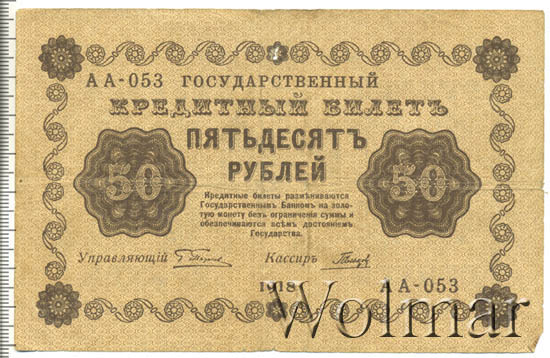 АА-053 ГОСУДАРСТВЕННЫЙ
КРЕДИТНЫЙ БИЛЕТЪ
50 ПЯТЬДЕСЯТЪ 50
РУБЛЕЙ
Кредитные билеты размѣниваются
Государственнымъ Банкомъ на золо-
тую монету безъ ограниченія суммы и
обезпечиваются всѣмъ достояніемъ
Государства.
Управляющій Кассиръ
1918 АА-053
Wolmar